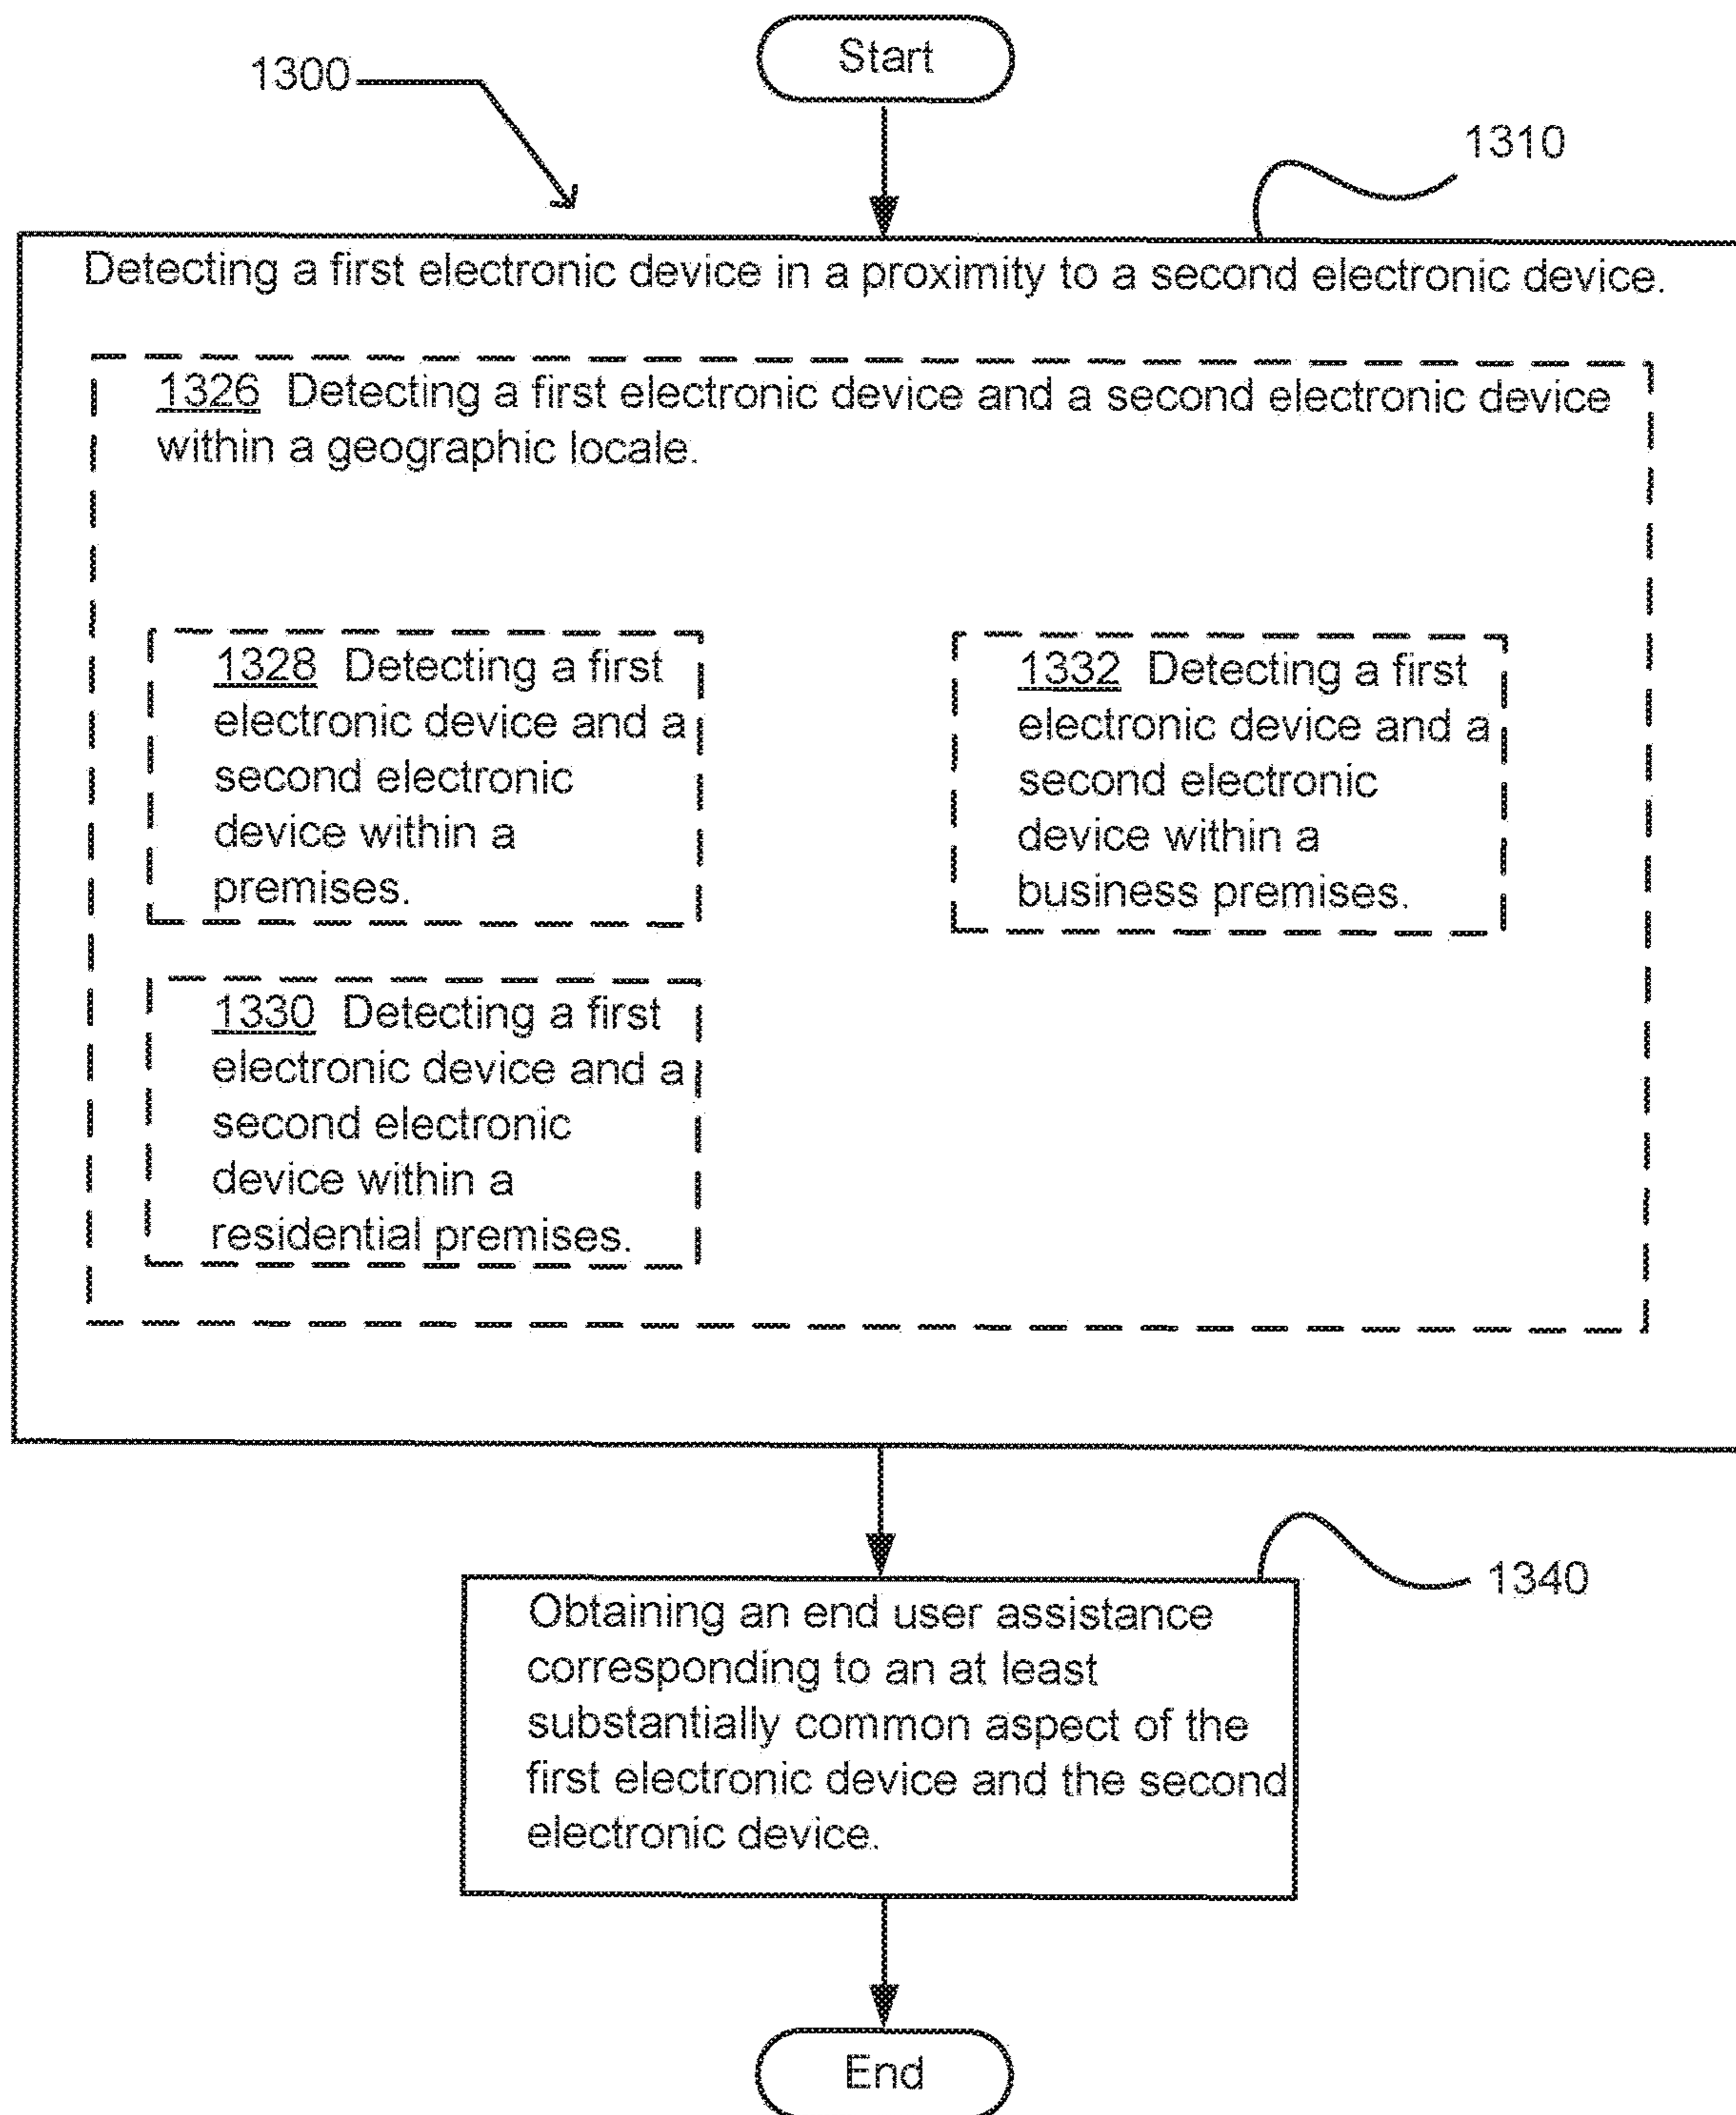 Start
1300
1310
Detecting a first electronic device in a proximity to a second electronic device.
1326 Detecting a first electronic device and a second electronic device
within a geographic locale.
1328 Detecting a first
electronic device and a
second electronic
device within a
premises.
1332 Detecting a first
electronic device and a
second electronic
device within a
business premises.
1330 Detecting a first
electronic device and a
second electronic
device within a
residential premises.
1340
Obtaining an end user assistance
corresponding to an at least
substantially common aspect of the
first electronic device and the second
electronic device.
End